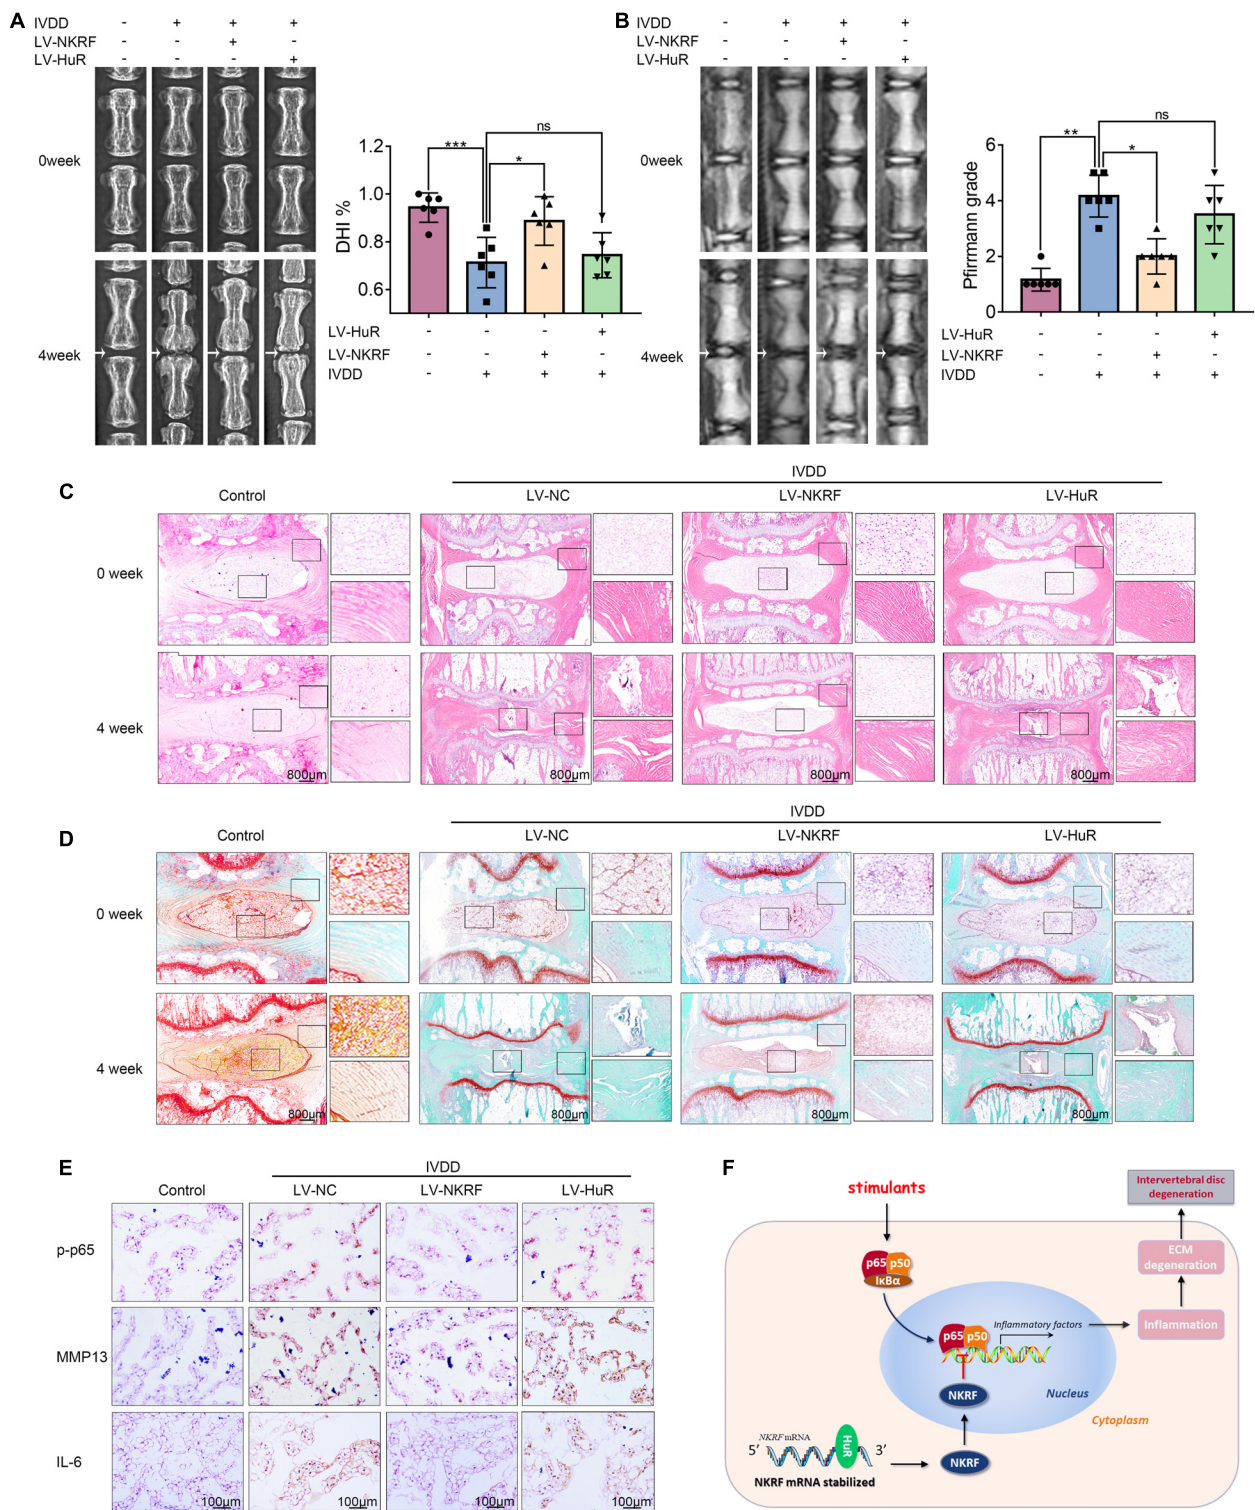 A
IVDD - + + +
LV-NKRF - - + -
LV-HuR - - - +
0week
4week
DHI %
1.2
1.0
0.8
0.6
*** * ns
LV-HuR - - - +
LV-NKRF - - + -
IVDD - + + +
B
IVDD - + + +
LV-NKRF - - + -
LV-HuR - - - +
0week
4week
Pfirrmann grade
6
4
2
0
** * ns
LV-HuR - - - +
LV-NKRF - - + -
IVDD - + + +
C
IVDD
Control LV-NC LV-NKRF LV-HuR
0 week
4 week
800μm 800μm 800μm 800μm
D
IVDD
Control LV-NC LV-NKRF LV-HuR
0 week
4 week
800μm 800μm 800μm 800μm
E
IVDD
Control LV-NC LV-NKRF LV-HuR
p-p65
MMP13
IL-6
100μm 100μm 100μm 100μm
F
stimulants
Intervertebral disc
degeneration
p65 p50
IκBα
ECM
degeneration
p65 p50
Inflammatory factors
Inflammation
NKRF
Nucleus
Cytoplasm
NKRF mRNA
5′ HuR 3′
NKRF
NKRF mRNA stabilized